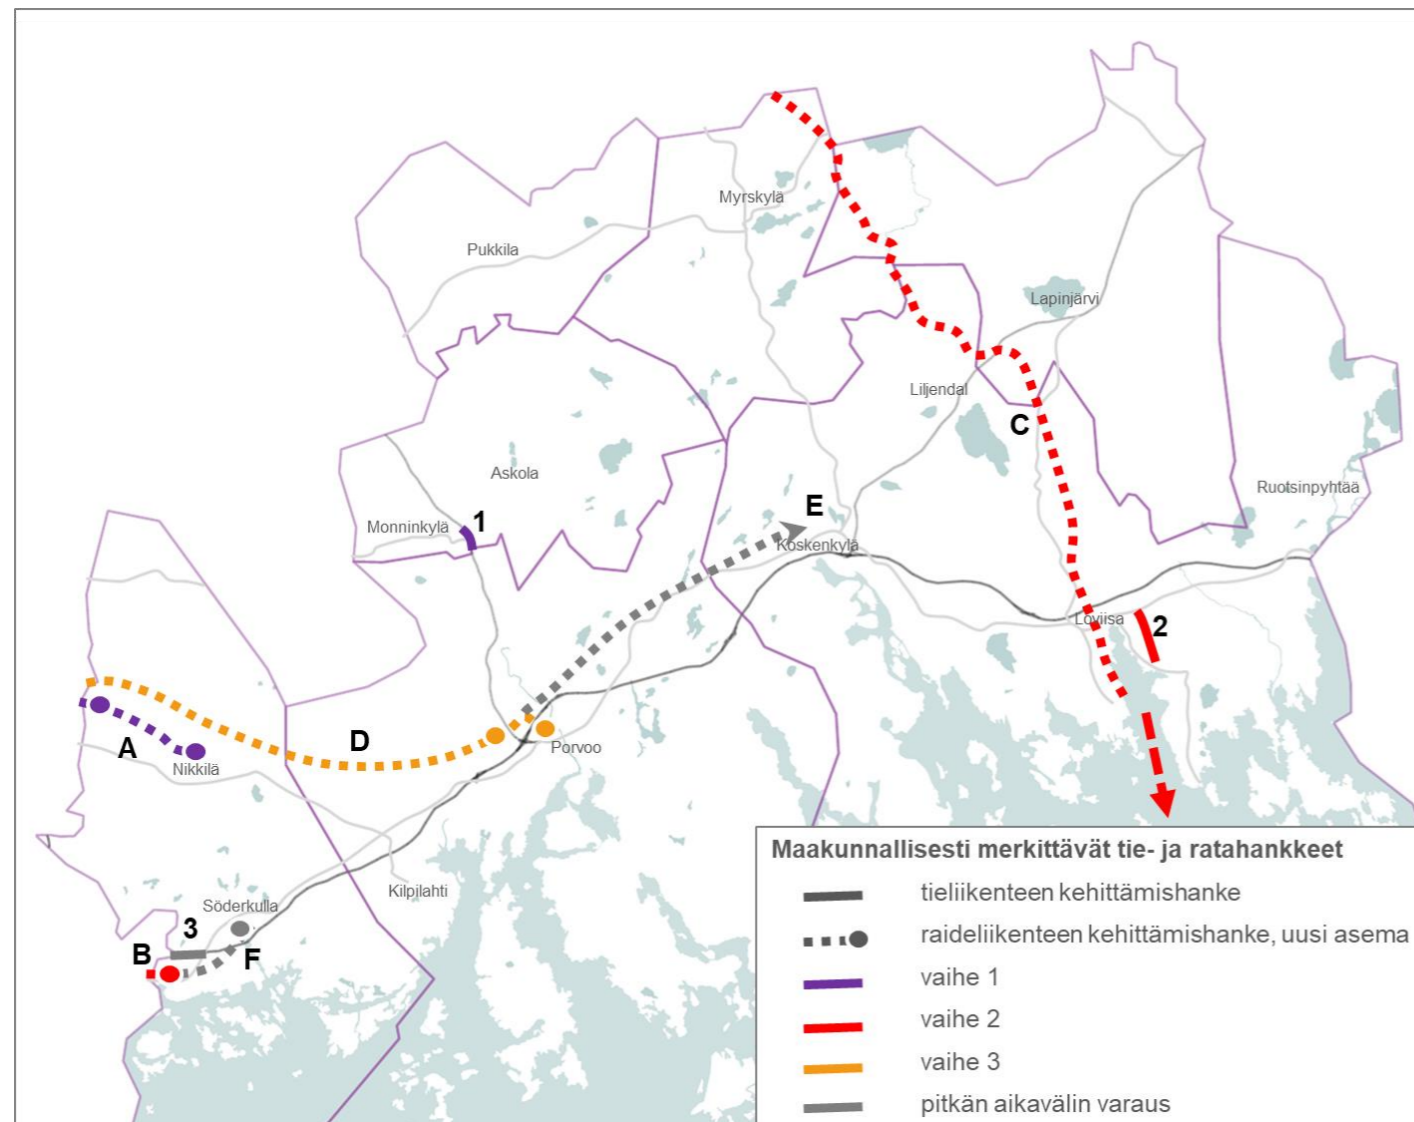 Myrskylä
Pukkila
Lapinjärvi
Liljendal
C
Askola
Ruotsinpyhtää
Monninkylä
1
E
Koskenkylä
Loviisa
2
D
A
Nikkilä
Porvoo
Kilpilahti
Söderkulla
3
B
F
Maakunnallisesti merkittävät tie- ja ratahankkeet
tieliikenteen kehittämishanke
raideliikenteen kehittämishanke, uusi asema
vaihe 1
vaihe 2
vaihe 3
pitkän aikavälin varaus